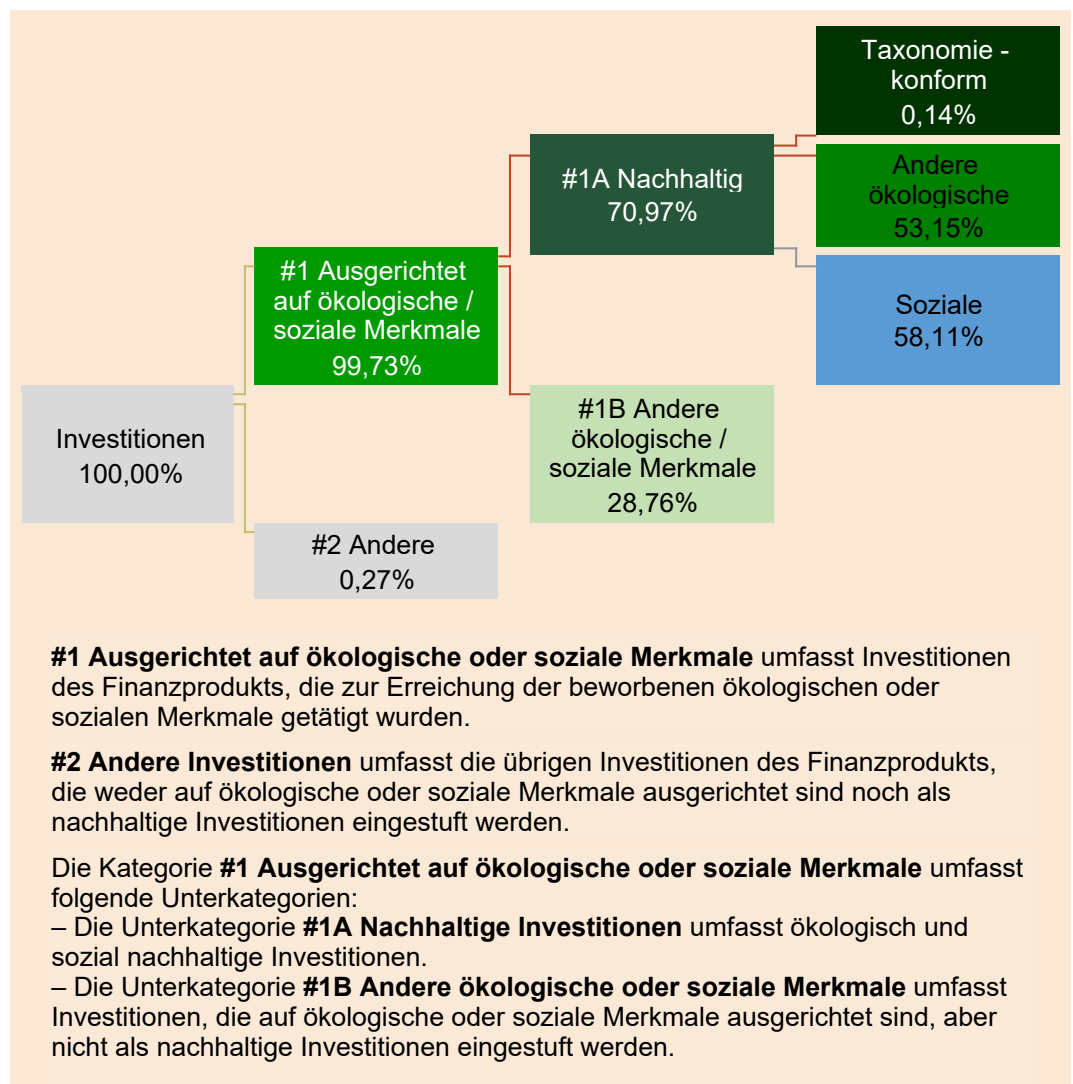 Taxonomie -
konform
0,14%
#1A Nachhaltig
70,97%
Andere
ökologische
53,15%
#1 Ausgerichtet
auf ökologische /
soziale Merkmale
99,73%
Soziale
58,11%
Investitionen
100,00%
#1B Andere
ökologische /
soziale Merkmale
28,76%
#2 Andere
0,27%
#1 Ausgerichtet auf ökologische oder soziale Merkmale umfasst Investitionen
des Finanzprodukts, die zur Erreichung der beworbenen ökologischen oder
sozialen Merkmale getätigt wurden.
#2 Andere Investitionen umfasst die übrigen Investitionen des Finanzprodukts,
die weder auf ökologische oder soziale Merkmale ausgerichtet sind noch als
nachhaltige Investitionen eingestuft werden.
Die Kategorie #1 Ausgerichtet auf ökologische oder soziale Merkmale umfasst
folgende Unterkategorien:
– Die Unterkategorie #1A Nachhaltige Investitionen umfasst ökologisch und
sozial nachhaltige Investitionen.
– Die Unterkategorie #1B Andere ökologische oder soziale Merkmale umfasst
Investitionen, die auf ökologische oder soziale Merkmale ausgerichtet sind, aber
nicht als nachhaltige Investitionen eingestuft werden.